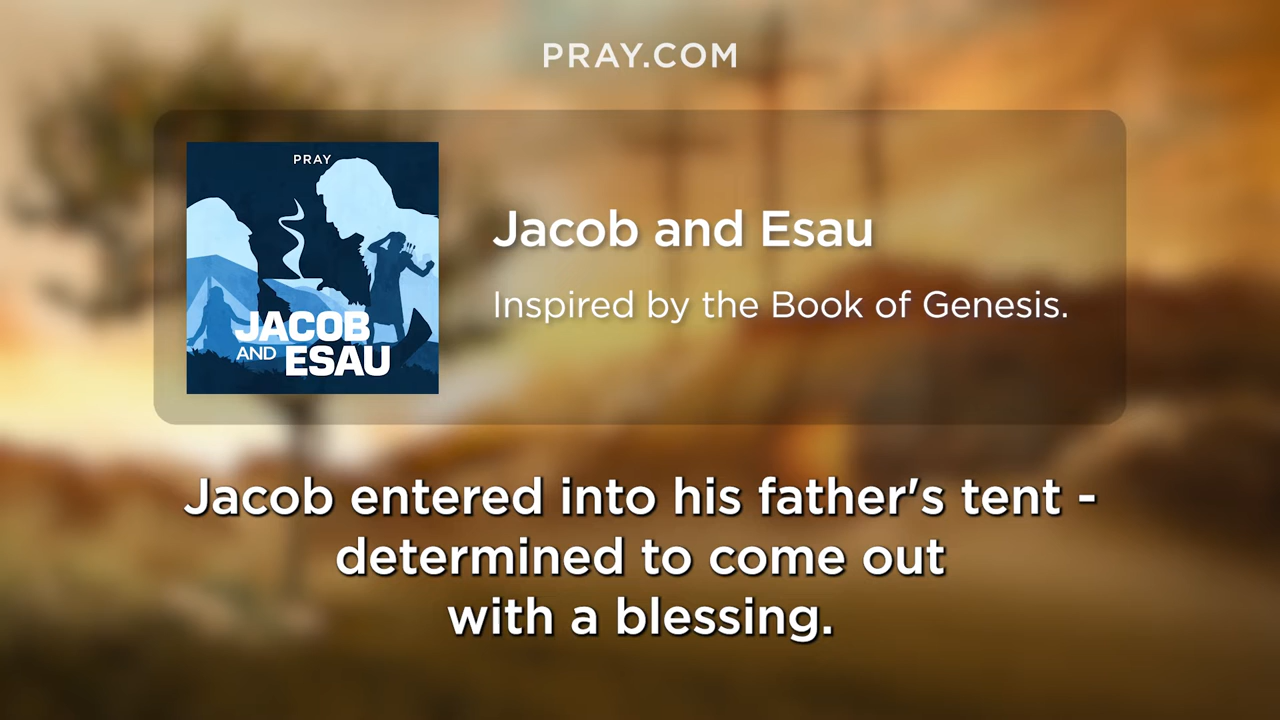 PRAY.COM
PRAY
JACOB
AND ESAU
Jacob and Esau
Inspired by the Book of Genesis.
Jacob entered into his father's tent -
determined to come out
with a blessing.